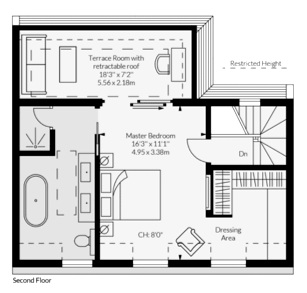 Terrace Room with
retractable roof
18'3" x 7'2"
5.56 x 2.18m
Restricted Height
Master Bedroom
16'3" x 11'1"
4.95 x 3.38m
Dn
CH: 8'0"
Dressing
Area
Second Floor